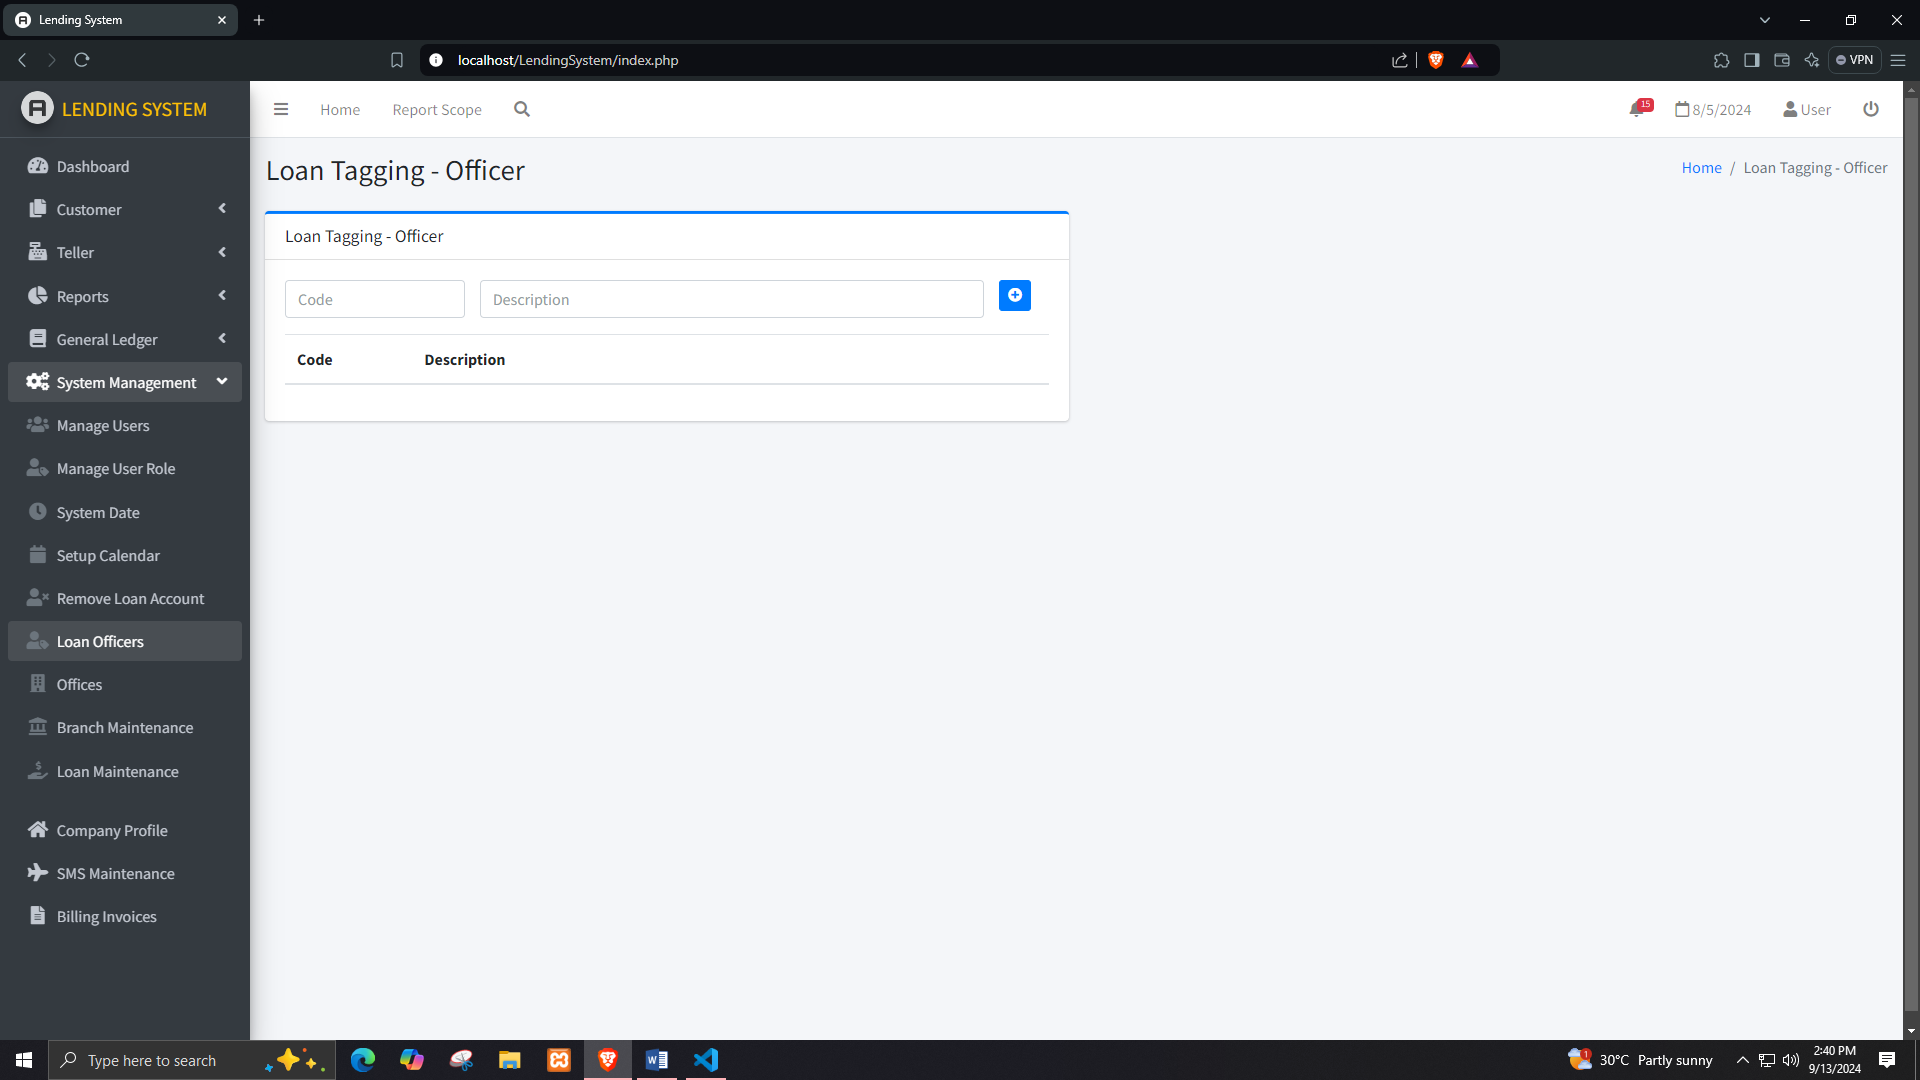 Lending System
localhost/LendingSystem/index.php
VPN
LENDING SYSTEM
Home
Report Scope
15
8/5/2024
User
Dashboard
Customer
Teller
Reports
General Ledger
System Management
Manage Users
Manage User Role
System Date
Setup Calendar
Remove Loan Account
Loan Officers
Offices
Branch Maintenance
Loan Maintenance
Company Profile
SMS Maintenance
Billing Invoices
Loan Tagging - Officer
Home / Loan Tagging - Officer
Loan Tagging - Officer
Code
Description
Code Description
Type here to search
1
30°C Partly sunny
2:40 PM
9/13/2024